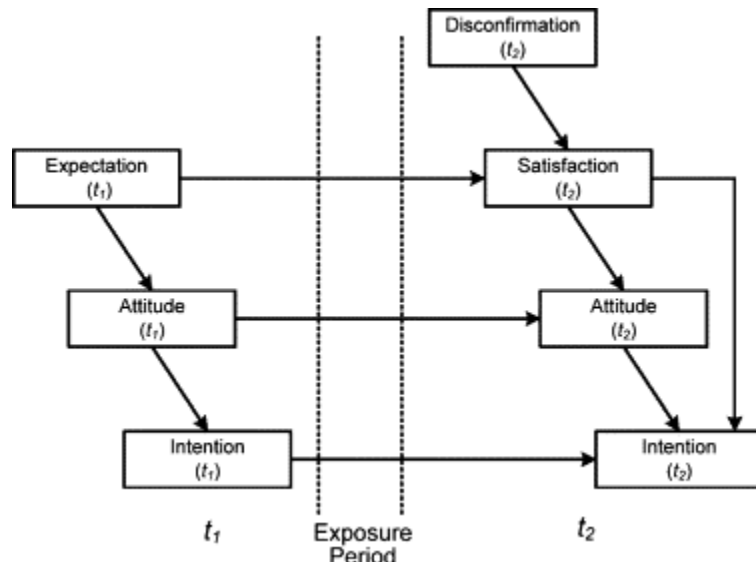 Disconfirmation
(t₂)
Expectation
(t₁)
Satisfaction
(t₂)
Attitude
(t₁)
Attitude
(t₂)
Intention
(t₁)
Intention
(t₂)
t₁
Exposure
Period
t₂